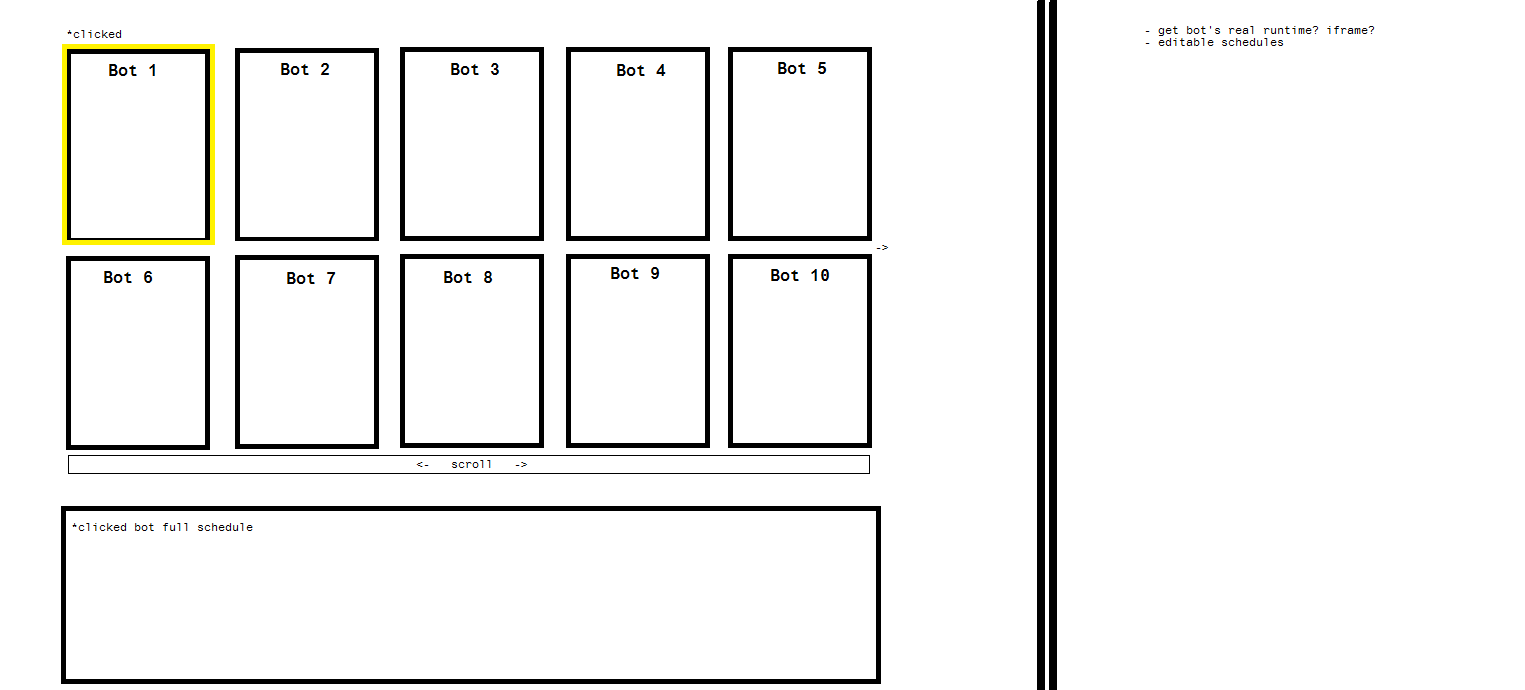 *clicked
Bot 1
Bot 2
Bot 3
Bot 4
Bot 5
->
Bot 6
Bot 7
Bot 8
Bot 9
Bot 10
<- scroll ->
*clicked bot full schedule
- get bot's real runtime? iframe?
- editable schedules